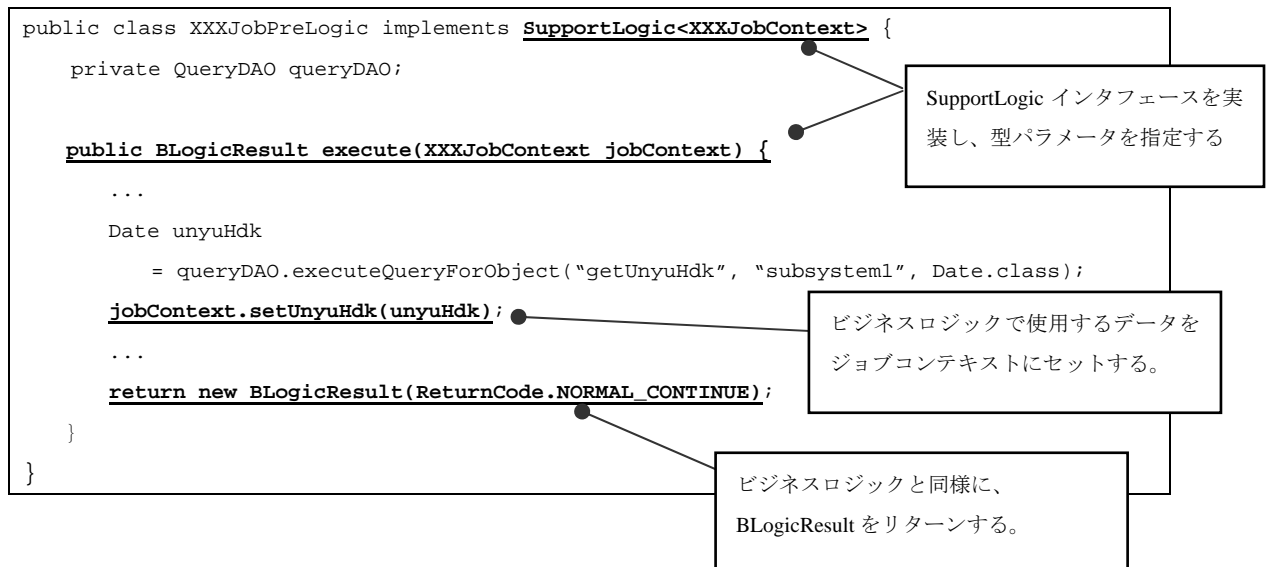 public class XXXJobPreLogic implements SupportLogic<XXXJobContext> {
private QueryDAO queryDAO;
SupportLogic インタフェースを実
装し、型パラメータを指定する
public BLogicResult execute(XXXJobContext jobContext) {
...
Date unyuHdk
= queryDAO.executeQueryForObject(“getUnyuHdk”, “subsystem1”, Date.class);
jobContext.setUnyuHdk(unyuHdk);
ビジネスロジックで使用するデータを
ジョブコンテキストにセットする。
...
return new BLogicResult(ReturnCode.NORMAL_CONTINUE);
}
}
ビジネスロジックと同様に、
BLogicResult をリターンする。